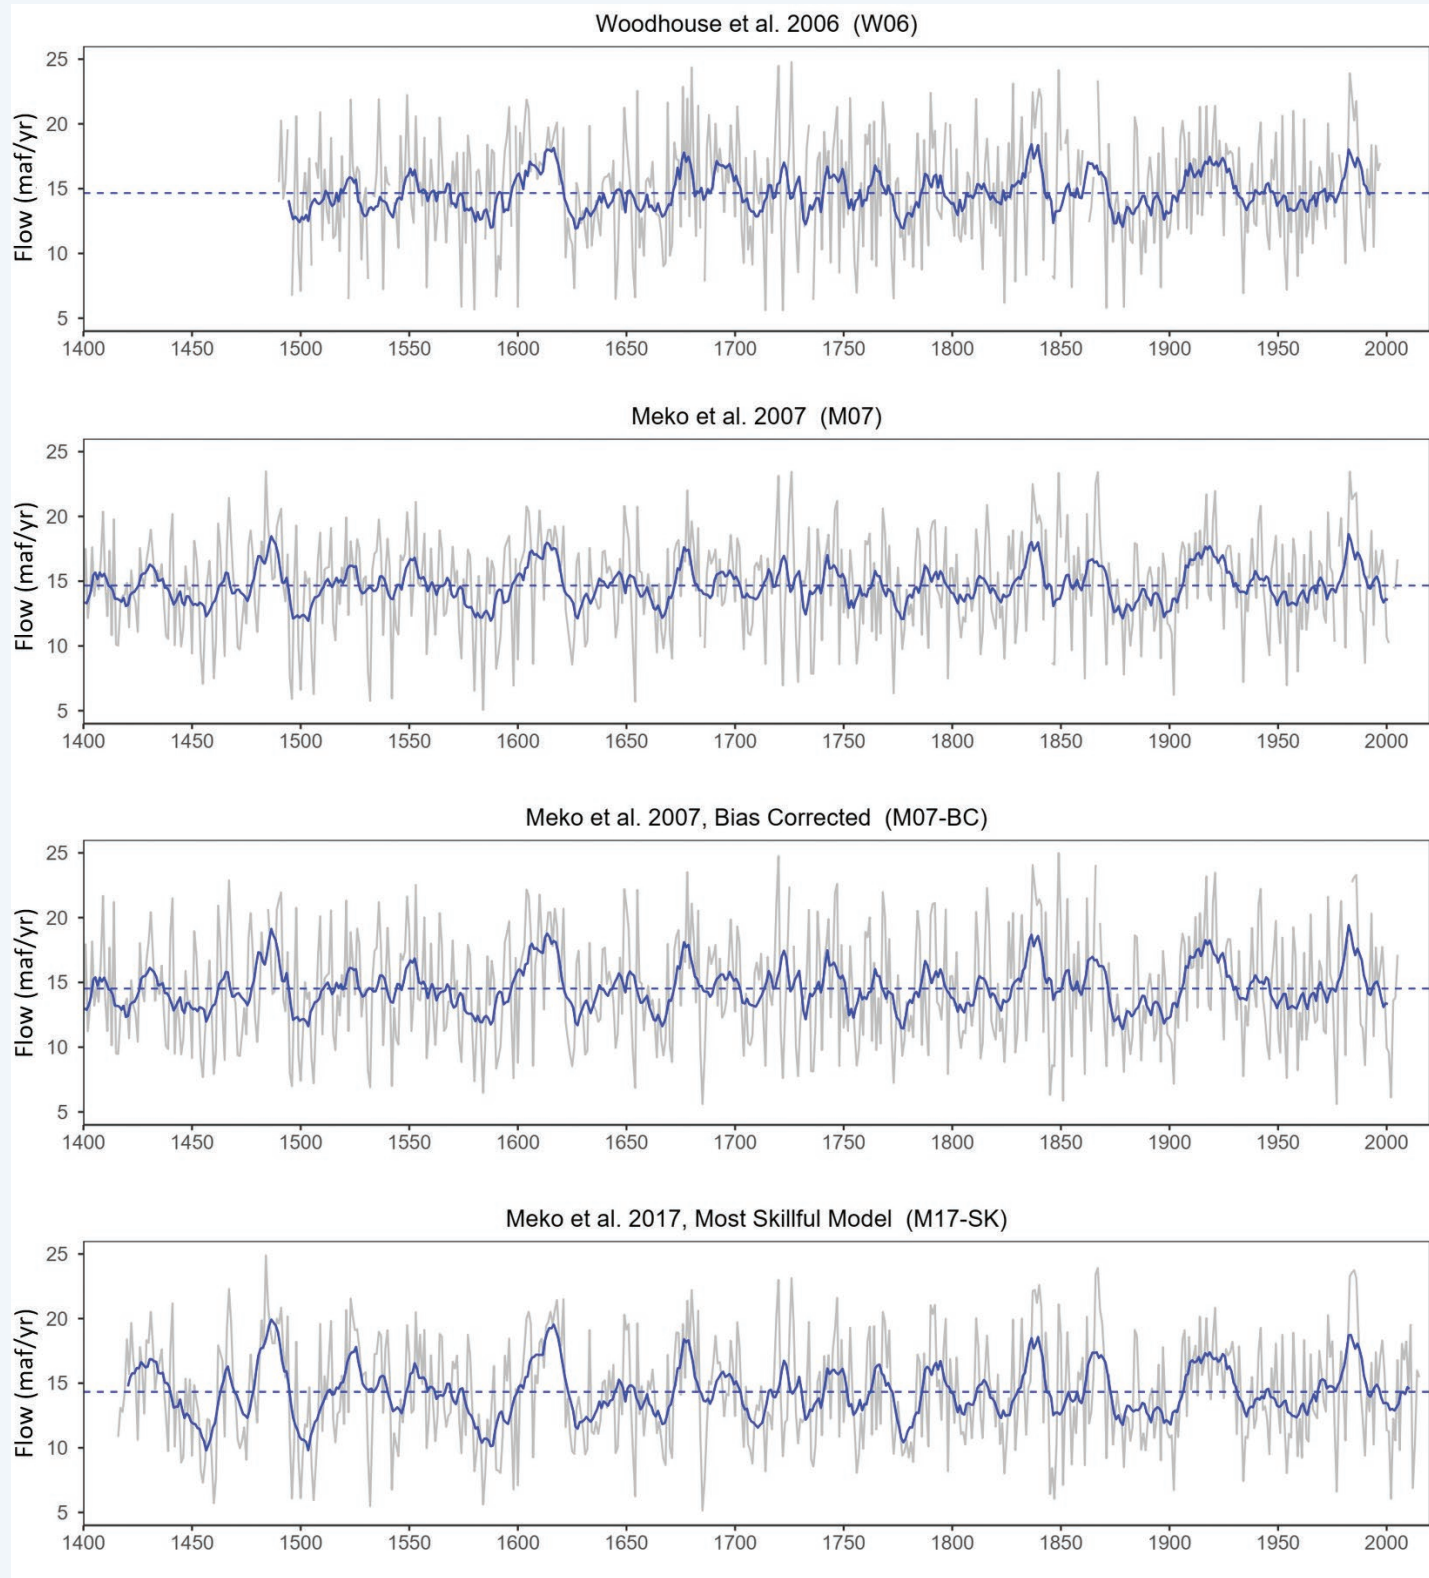 Woodhouse et al. 2006 (W06)
Flow (maf/yr)
25
20
15
10
5
1400 1450 1500 1550 1600 1650 1700 1750 1800 1850 1900 1950 2000
Meko et al. 2007 (M07)
Flow (maf/yr)
25
20
15
10
5
1400 1450 1500 1550 1600 1650 1700 1750 1800 1850 1900 1950 2000
Meko et al. 2007, Bias Corrected (M07-BC)
Flow (maf/yr)
25
20
15
10
5
1400 1450 1500 1550 1600 1650 1700 1750 1800 1850 1900 1950 2000
Meko et al. 2017, Most Skillful Model (M17-SK)
Flow (maf/yr)
25
20
15
10
5
1400 1450 1500 1550 1600 1650 1700 1750 1800 1850 1900 1950 2000